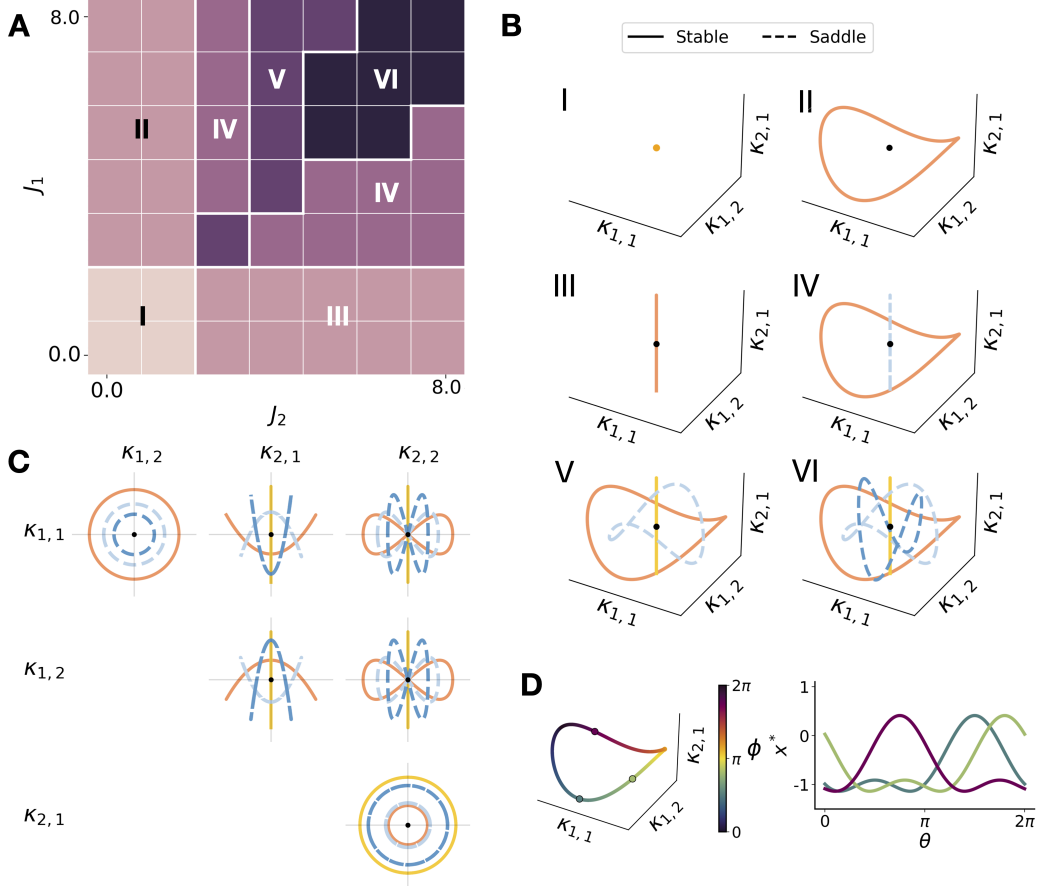 A
8.0
J1
0.0
II
IV
V
VI
IV
I
III
0.0
8.0
J2
B
Stable
Saddle
I
κ1, 1
κ1, 2
κ2, 1
II
κ1, 1
κ1, 2
κ2, 1
III
κ1, 1
κ1, 2
κ2, 1
IV
κ1, 1
κ1, 2
κ2, 1
V
κ1, 1
κ1, 2
κ2, 1
VI
κ1, 1
κ1, 2
κ2, 1
C
κ1, 2
κ2, 1
κ2, 2
κ1, 1
κ1, 2
κ2, 1
D
κ1, 1
κ1, 2
κ2, 1
2π
π
0
ϕ
x*
1
0
-1
0
π
2π
θ